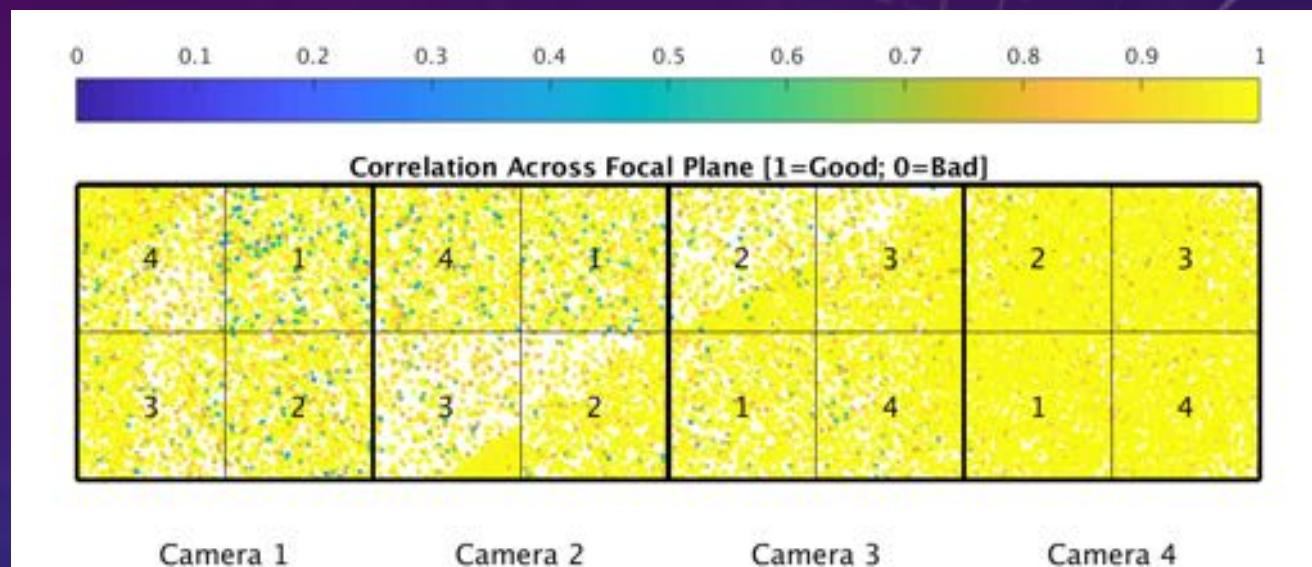 0 0.1 0.2 0.3 0.4 0.5 0.6 0.7 0.8 0.9 1
Correlation Across Focal Plane [1=Good; 0=Bad]
4 1 4 1 2 3 2 3
3 2 3 2 1 4 1 4
Camera 1 Camera 2 Camera 3 Camera 4